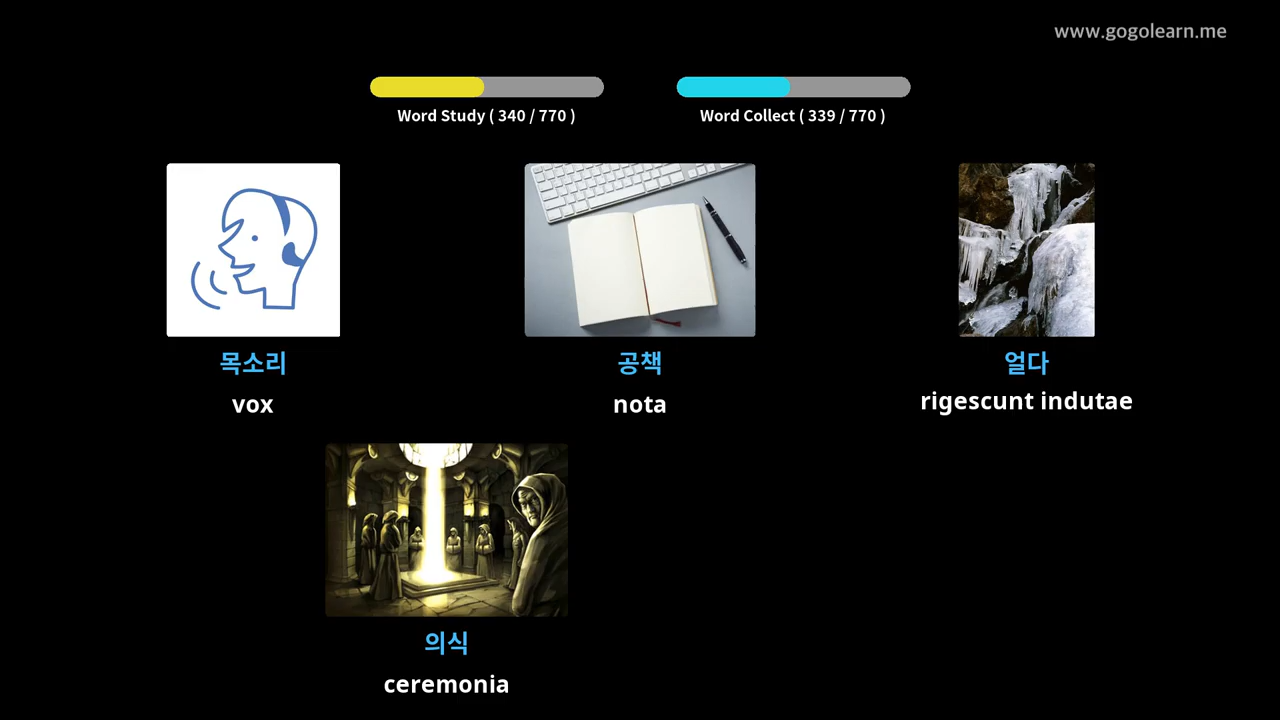 www.gogolearn.me
Word Study ( 340 / 770 )
Word Collect ( 339 / 770 )
목소리
vox
공책
nota
얼다
rigescunt indutae
의식
ceremonia